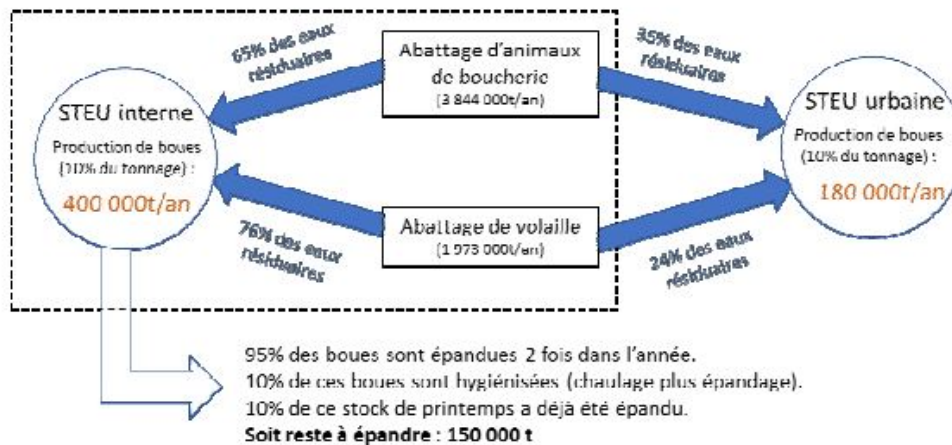 65% des eaux
résiduaires
Abattage d'animaux
de boucherie
(3 844 000t/an)
35% des eaux
résiduaires
STEU interne
Production de boues
(10% du tonnage) :
400 000t/an
STEU urbaine
Production de boues
(10% du tonnage) :
180 000t/an
76% des eaux
résiduaires
Abattage de volaille
(1 973 000t/an)
24% des eaux
résiduaires
95% des boues sont épandues 2 fois dans l'année.
10% de ces boues sont hygiénisées (chaulage plus épandage).
10% de ce stock de printemps a déjà été épandu.
Soit reste à épandre : 150 000 t